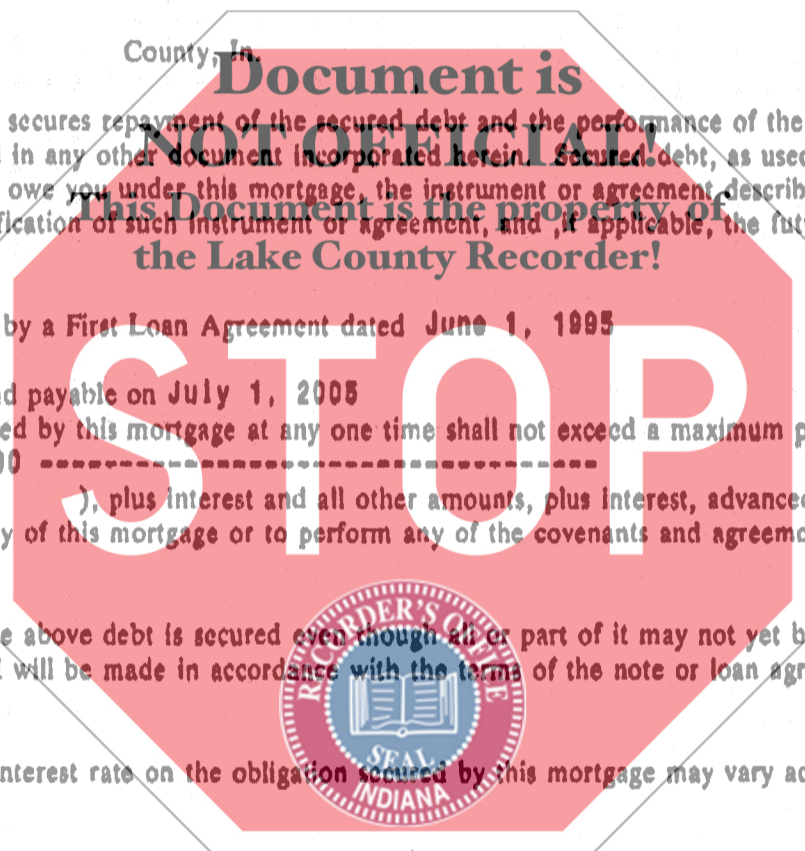 County, In.
Document is
secures repayment of the secured debt and the performance of the
NOT OFFICIAL!
in any other document incorporated herein. Secured debt, as used
owe you under this mortgage, the instrument or agreement describ
This Document is the property of
fication of such instrument or agreement, and ,if applicable, the fut
the Lake County Recorder!
by a First Loan Agreement dated June 1, 1995
STOP
d payable on July 1, 2005
ed by this mortgage at any one time shall not exceed a maximum p
00 ------------------------------------
), plus interest and all other amounts, plus interest, advanced
y of this mortgage or to perform any of the covenants and agreeme
e above debt is secured even though all or part of it may not yet b
will be made in accordance with the terms of the note or loan agr
RECORDER'S OFFICE
SEAL
INDIANA
nterest rate on the obligation secured by this mortgage may vary ac